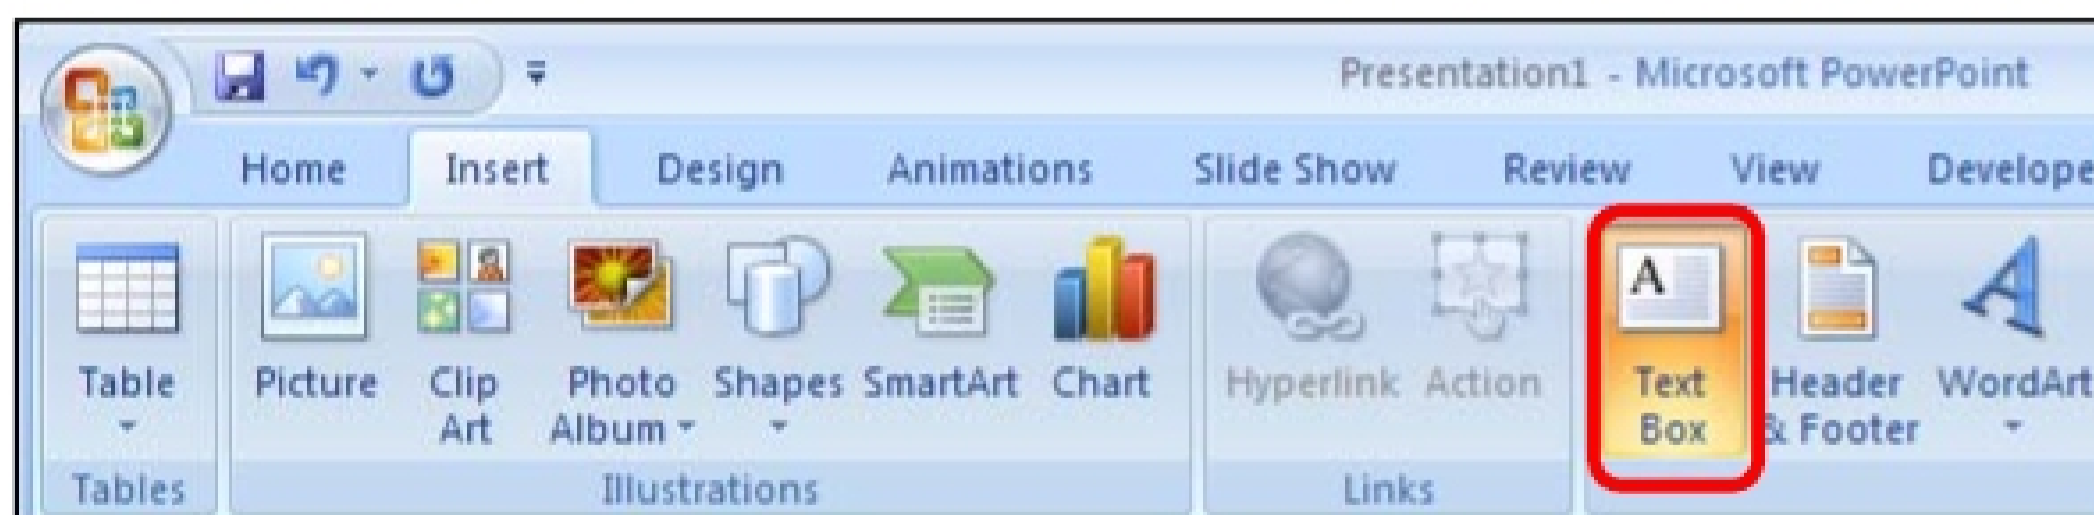 Presentation1 - Microsoft PowerPoint
Home Insert Design Animations Slide Show Review View Develope
Table Picture Clip Art Photo Album Shapes SmartArt Chart Hyperlink Action Text Box Header & Footer WordArt
Tables Illustrations Links